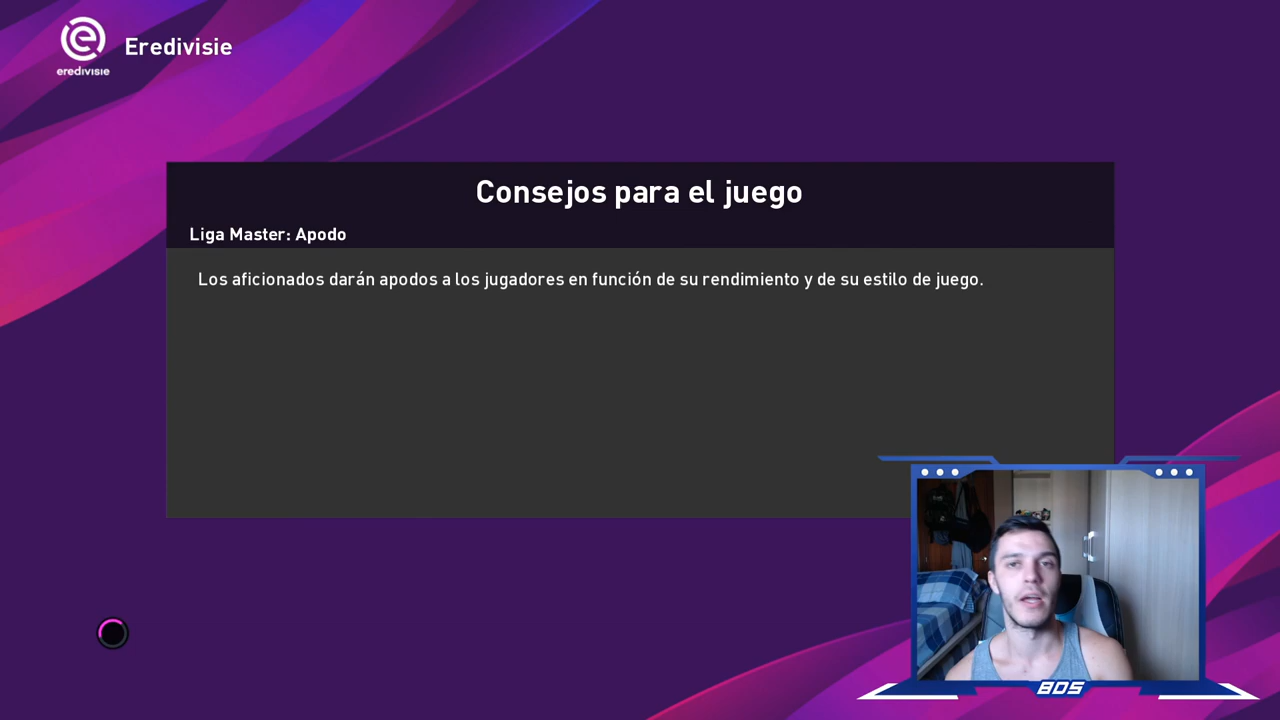 eredivisie
Eredivisie
Consejos para el juego
Liga Master: Apodo
Los aficionados darán apodos a los jugadores en función de su rendimiento y de su estilo de juego.
BDS